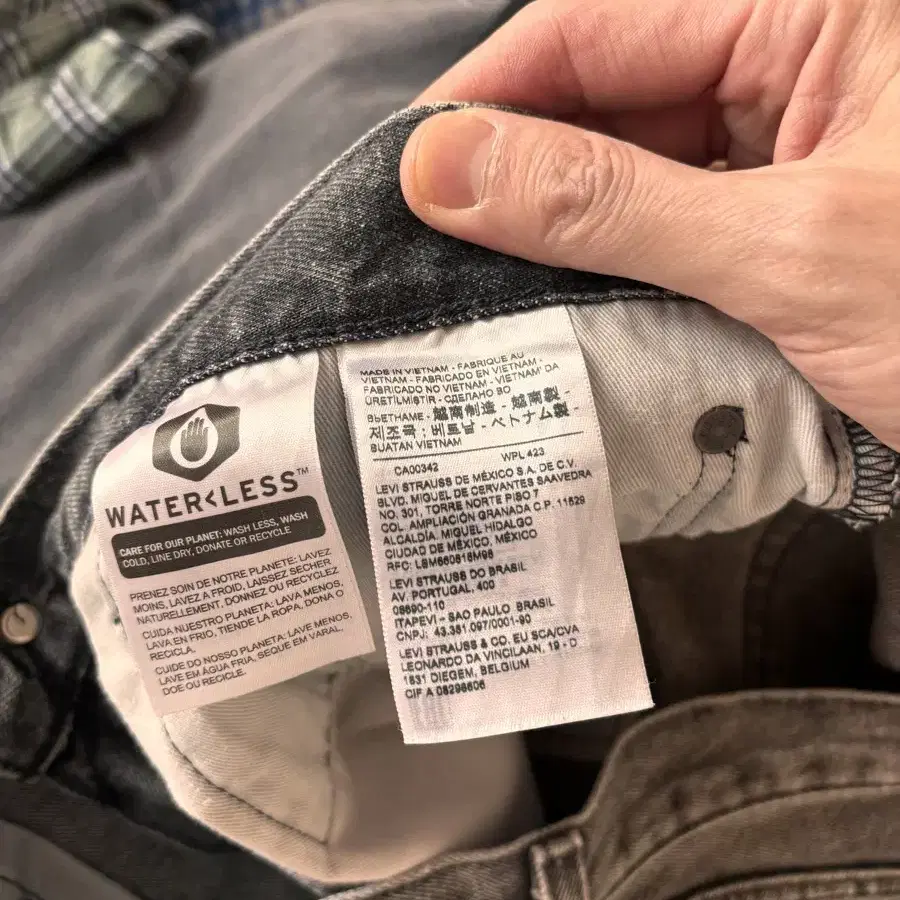 WATER<LESS™
CARE FOR OUR PLANET: WASH LESS, WASH
COLD, LINE DRY, DONATE OR RECYCLE.
PRENEZ SOIN DE NOTRE PLANETE: LAVEZ
MOINS, LAVEZ A FROID, LAISSEZ SECHER
NATURELLEMENT, DONNEZ OU RECYCLEZ
CUIDA NUESTRO PLANETA: LAVA MENOS,
LAVA EN FRIO, TIENDE LA ROPA, DONA O
RECICLA.
CUIDE DO NOSSO PLANETA: LAVE MENOS,
LAVE EM ÁGUA FRIA, SEQUE EM VARAL,
DOE OU RECICLE.
MADE IN VIETNAM - FABRIQUE AU
VIETNAM - FABRICADO EN VIETNAM -
FABRICADO NO VIETNAM - VIETNAM' DA
ÜRETILMISTIR - СДЕЛАНО ВО
ВЬЕТНАМЕ - 越南制造 - 越南製 -
제조국 : 베트남 - ベトナム製 -
BUATAN VIETNAM
CA00342 WPL 423
LEVI STRAUSS DE MÉXICO S.A. DE C.V.
BLVD. MIGUEL DE CERVANTES SAAVEDRA
NO. 301, TORRE NORTE PISO 7
COL. AMPLIACIÓN GRANADA C.P. 11529
ALCALDÍA. MIGUEL HIDALGO
CIUDAD DE MÉXICO, MÉXICO
RFC: LSM860818M98
LEVI STRAUSS DO BRASIL
AV. PORTUGAL, 400
06690-110
ITAPEVI - SAO PAULO BRASIL
CNPJ: 43.351.097/0001-90
LEVI STRAUSS & CO. EU SCA/CVA
LEONARDO DA VINCILAAN, 19 - D
1831 DIEGEM, BELGIUM
CIF A 08298606